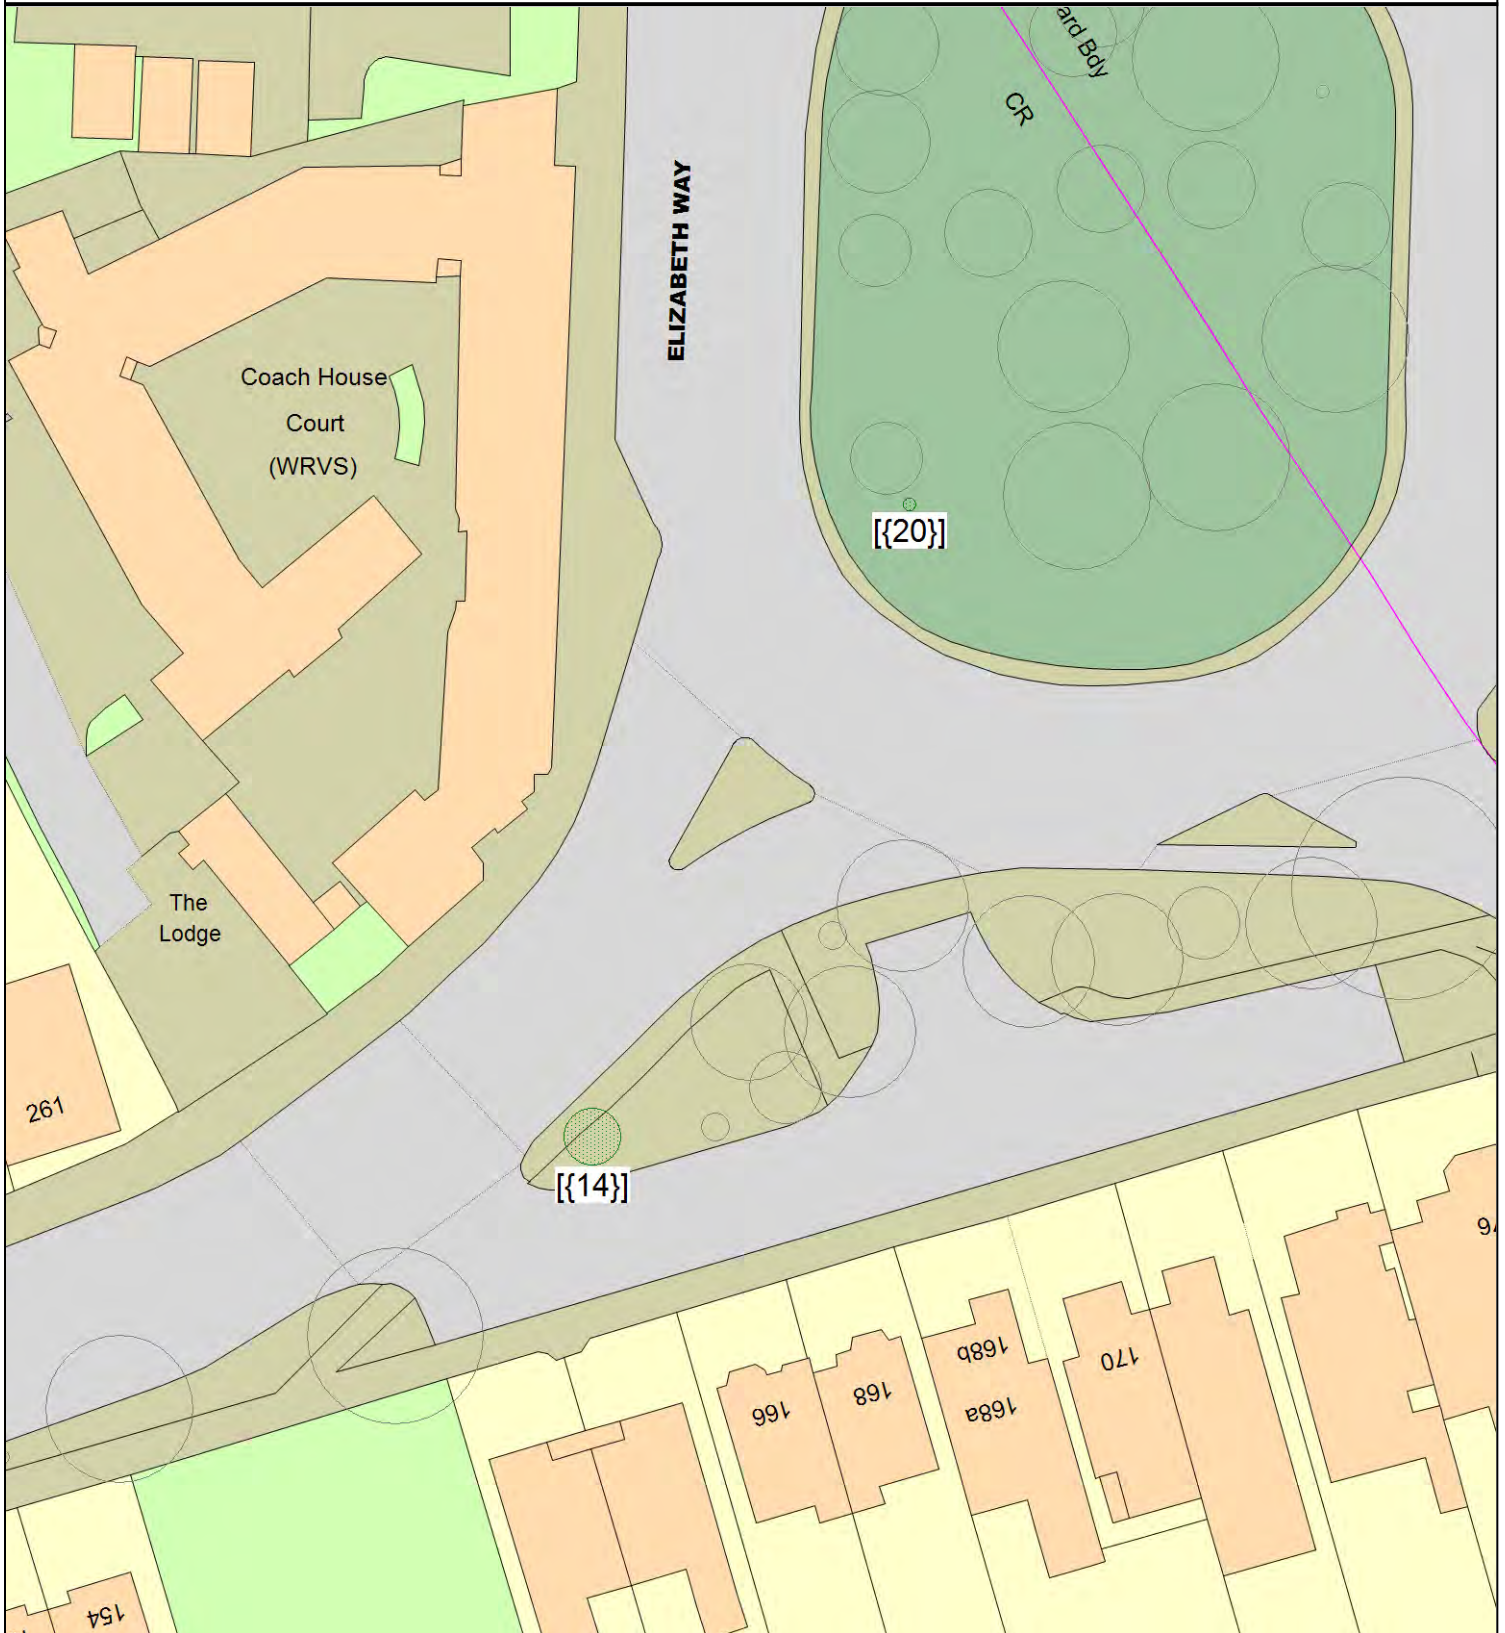 ard Bdy
CR
ELIZABETH WAY
Coach House
Court
(WRVS)
[{20}]
The
Lodge
261
[{14}]
166
168
168b
168a
170
154